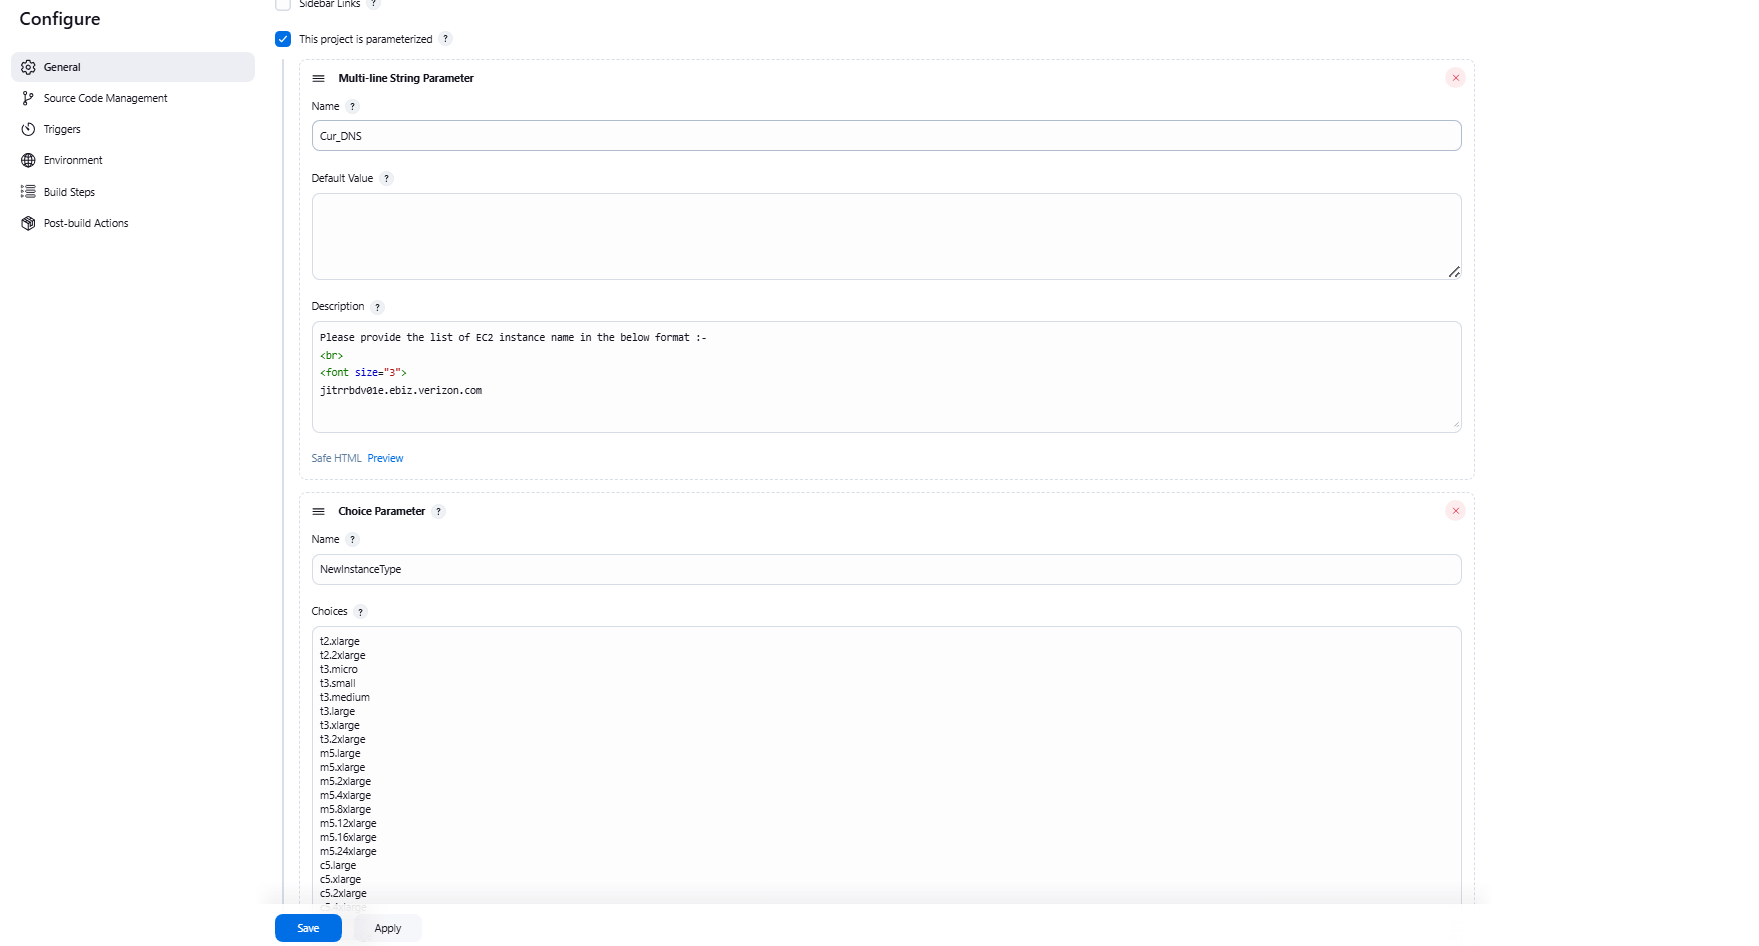 Configure
General
Source Code Management
Triggers
Environment
Build Steps
Post-build Actions
Sidebar Links ?
This project is parameterized ?
Multi-line String Parameter
Name ?
Cur_DNS
Default Value ?
Description ?
Please provide the list of EC2 instance name in the below format :-
<br>
<font size="3">
jitrrbdv01e.ebiz.verizon.com
Safe HTML Preview
Choice Parameter ?
Name ?
NewInstanceType
Choices ?
t2.xlarge
t2.2xlarge
t3.micro
t3.small
t3.medium
t3.large
t3.xlarge
t3.2xlarge
m5.large
m5.xlarge
m5.2xlarge
m5.4xlarge
m5.8xlarge
m5.12xlarge
m5.16xlarge
m5.24xlarge
c5.large
c5.xlarge
c5.2xlarge
Save Apply